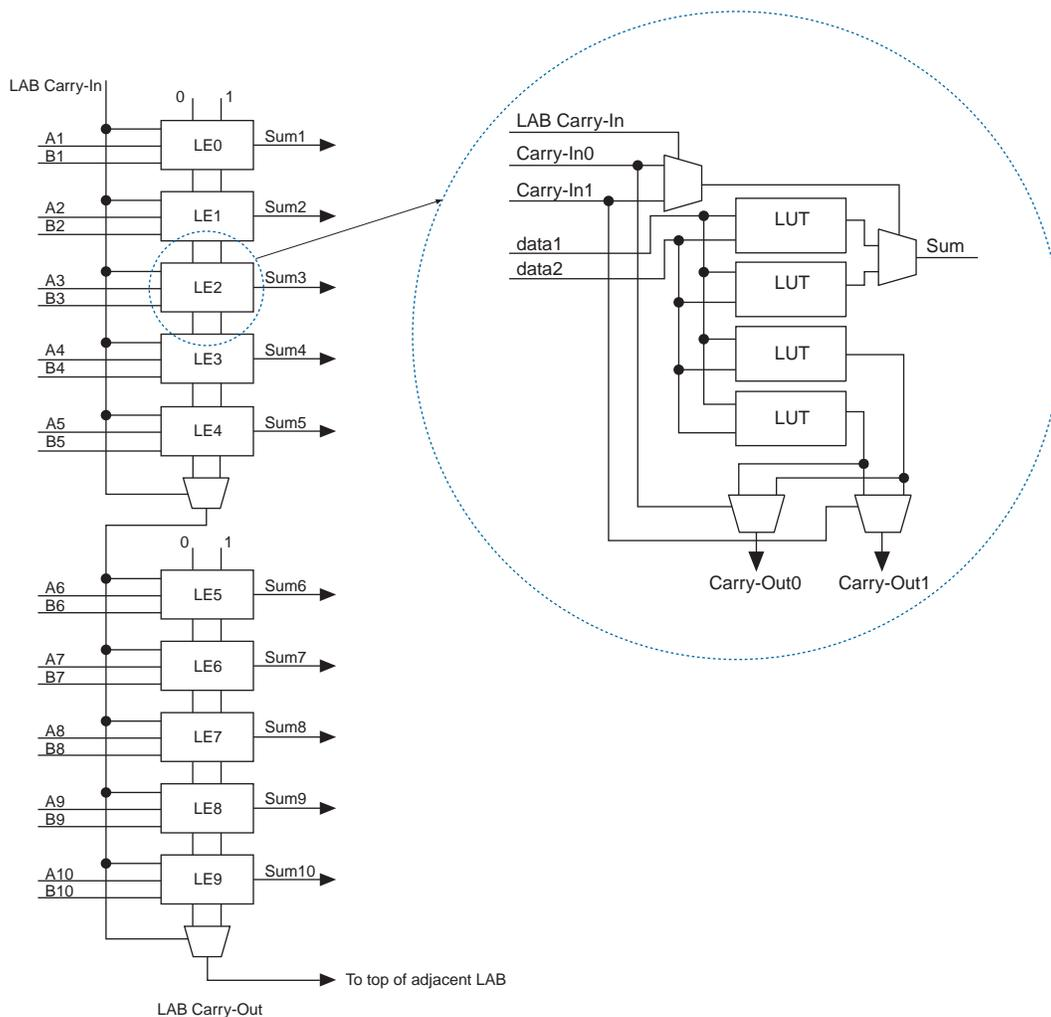 LAB Carry-In
0 1
A1
B1
LE0
Sum1
A2
B2
LE1
Sum2
A3
B3
LE2
Sum3
A4
B4
LE3
Sum4
A5
B5
LE4
Sum5
0 1
A6
B6
LE5
Sum6
A7
B7
LE6
Sum7
A8
B8
LE7
Sum8
A9
B9
LE8
Sum9
A10
B10
LE9
Sum10
To top of adjacent LAB
LAB Carry-Out
LAB Carry-In
Carry-In0
Carry-In1
data1
data2
LUT
LUT
LUT
LUT
Sum
Carry-Out0
Carry-Out1